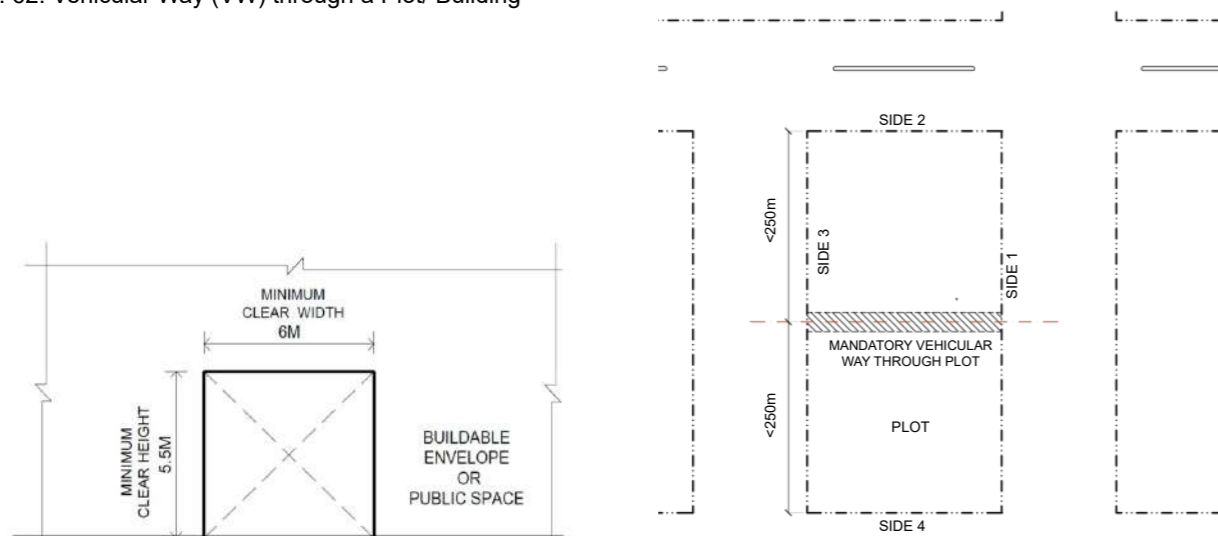 . 62: Vehicular Way (VW) through a Plot/ Building
MINIMUM
CLEAR WIDTH
6M
MINIMUM
CLEAR HEIGHT
5.5M
BUILDABLE
ENVELOPE
OR
PUBLIC SPACE
SIDE 2
<250m
SIDE 3
SIDE 1
MANDATORY VEHICULAR
WAY THROUGH PLOT
<250m
PLOT
SIDE 4